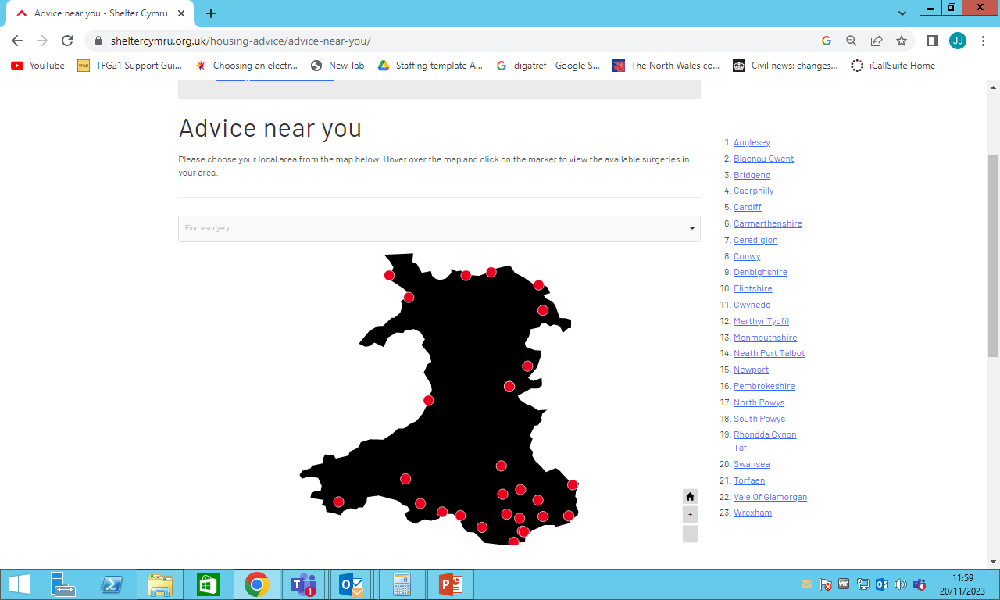 Advice near you - Shelter Cymru
sheltercymru.org.uk/housing-advice/advice-near-you/
JJ
YouTube
TFG21 Support Gui...
Choosing an electr...
New Tab
Staffing template A...
digatref - Google S...
The North Wales co...
Civil news: changes...
iCallSuite Home
Advice near you
Please choose your local area from the map below. Hover over the map and click on the marker to view the available surgeries in
your area.
Find a surgery
+
-
1. Anglesey
2. Blaenau Gwent
3. Bridgend
4. Caerphilly
5. Cardiff
6. Carmarthenshire
7. Ceredigion
8. Conwy
9. Denbighshire
10. Flintshire
11. Gwynedd
12. Merthyr Tydfil
13. Monmouthshire
14. Neath Port Talbot
15. Newport
16. Pembrokeshire
17. North Powys
18. South Powys
19. Rhondda Cynon
Taf
20. Swansea
21. Torfaen
22. Vale Of Glamorgan
23. Wrexham
11:59
20/11/2023